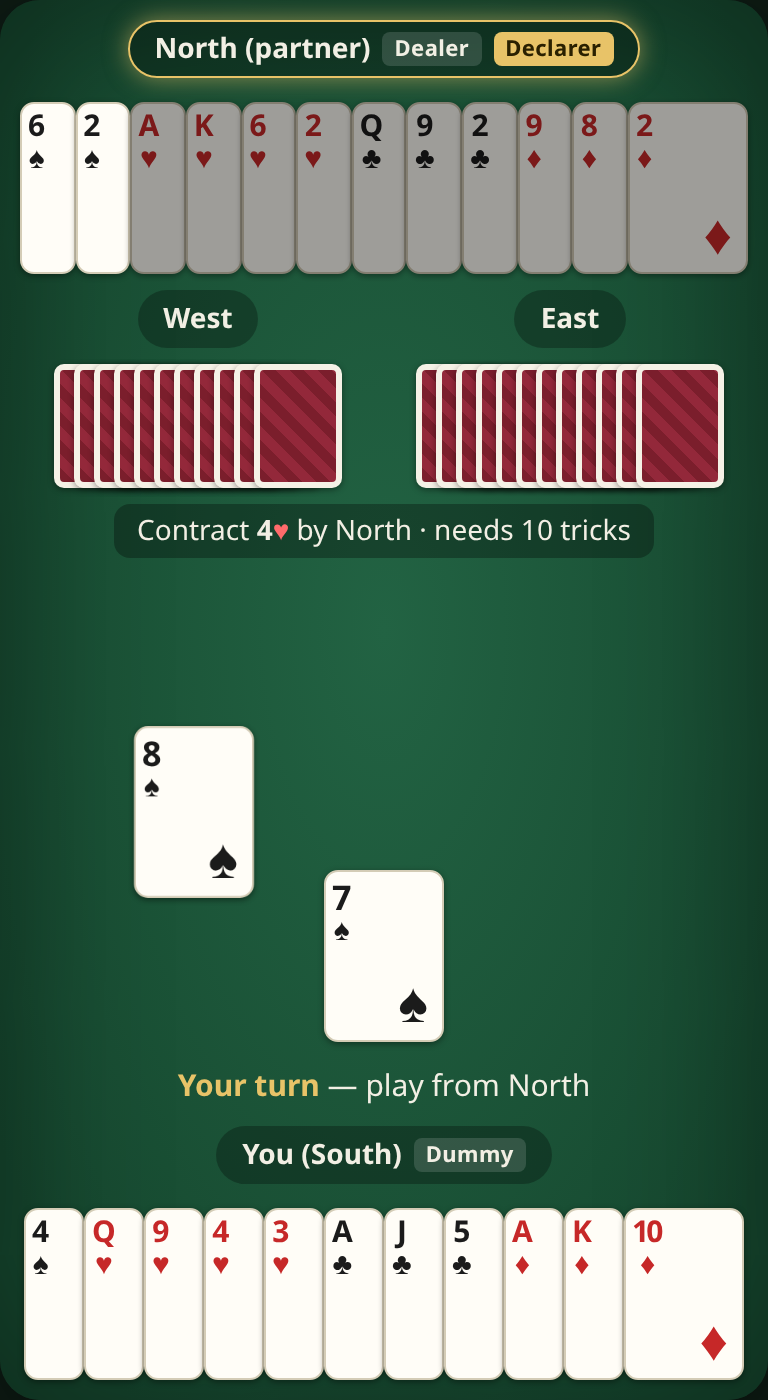 North (partner) Dealer Declarer
6♠ 2♠ A♥ K♥ 6♥ 2♥ Q♣ 9♣ 2♣ 9♦ 8♦ 2♦
West East
Contract 4♥ by North · needs 10 tricks
8♠
7♠
Your turn — play from North
You (South) Dummy
4♠ Q♥ 9♥ 4♥ 3♥ A♣ J♣ 5♣ A♦ K♦ 10♦